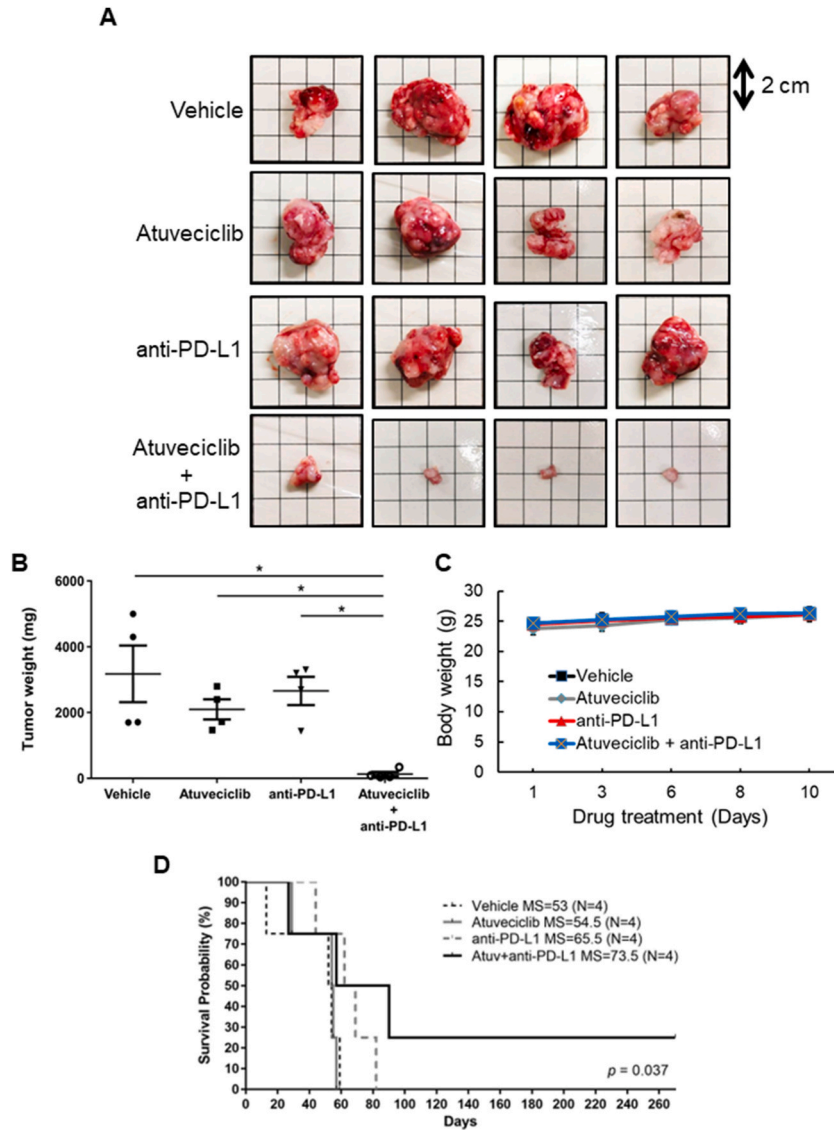 A
Vehicle
2 cm
Atuveciclib
anti-PD-L1
Atuveciclib
+
anti-PD-L1
B
6000
4000
2000
0
Tumor weight (mg)
*
*
*
Vehicle
Atuveciclib
anti-PD-L1
Atuveciclib
+
anti-PD-L1
C
30
25
20
15
10
5
0
Body weight (g)
Vehicle
Atuveciclib
anti-PD-L1
Atuveciclib + anti-PD-L1
1 3 6 8 10
Drug treatment (Days)
D
100
90
80
70
60
50
40
30
20
10
0
Survival Probability (%)
Vehicle MS=53 (N=4)
Atuveciclib MS=54.5 (N=4)
anti-PD-L1 MS=65.5 (N=4)
Atuv+anti-PD-L1 MS=73.5 (N=4)
p = 0.037
0 20 40 60 80 100 120 140 160 180 200 220 240 260
Days